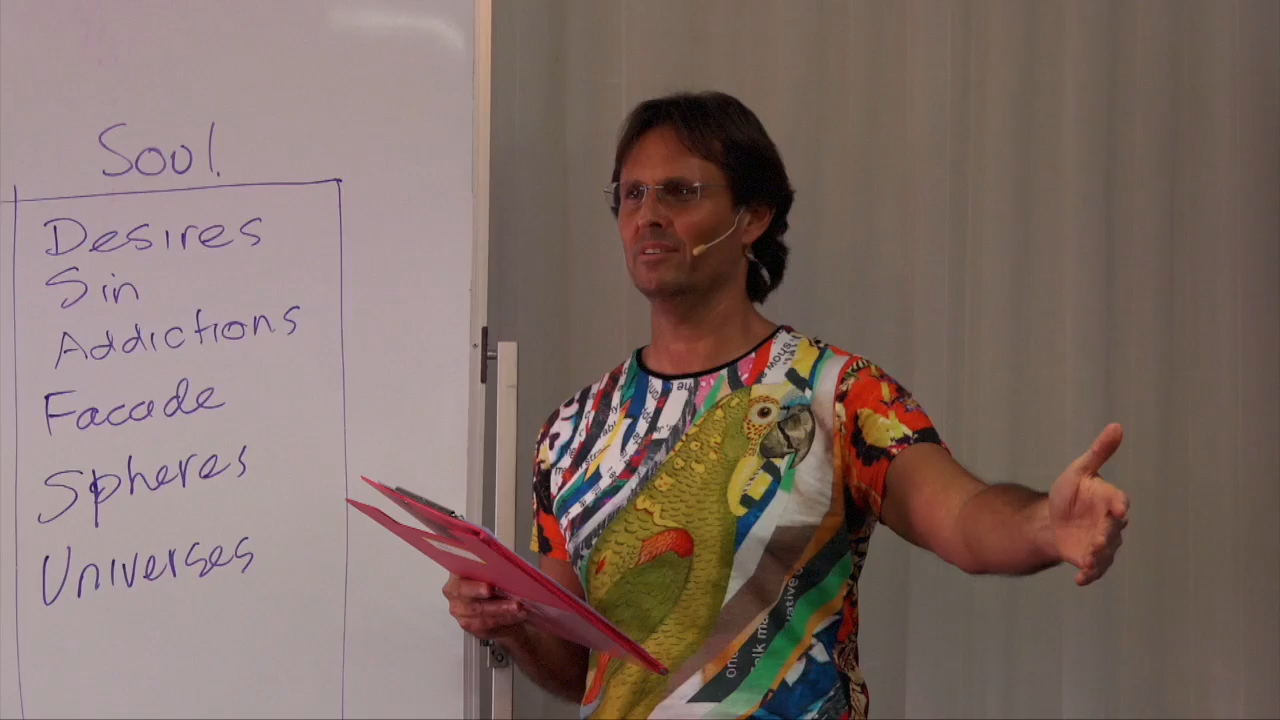 Soul
Desires
Sin
Addictions
Facade
Spheres
Universes